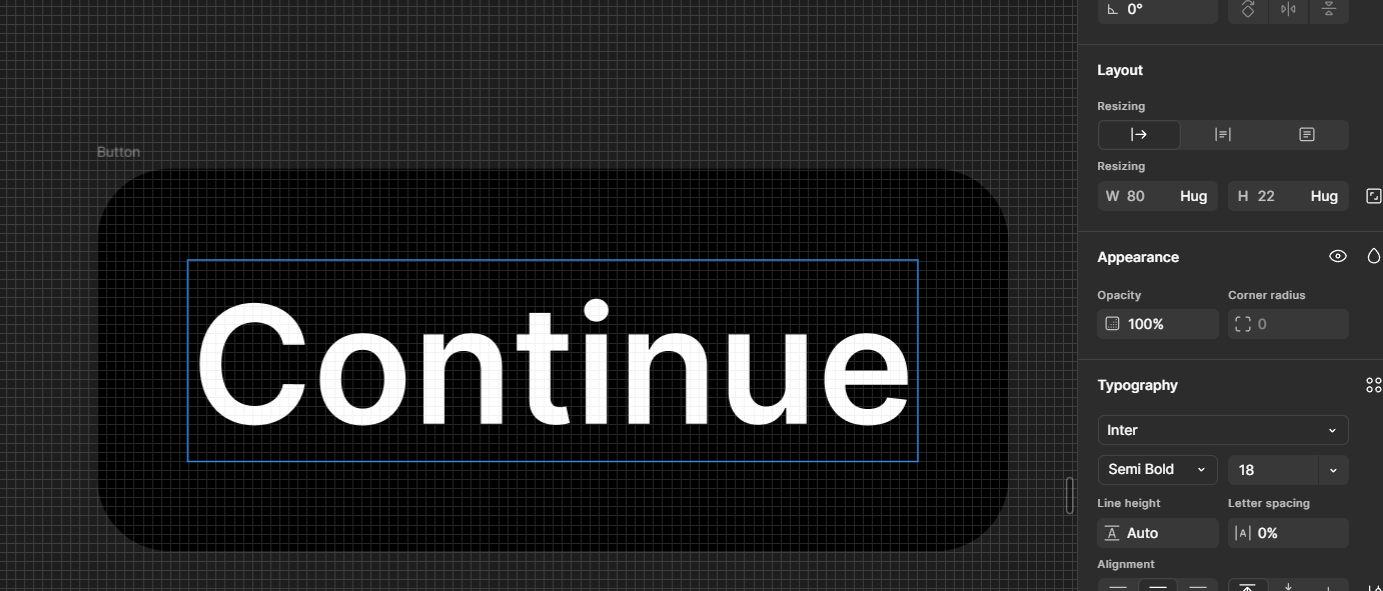 0°
Layout
Resizing
Button
Resizing
W 80 Hug H 22 Hug
Appearance
Opacity Corner radius
100% 0
Continue
Typography
Inter
Semi Bold 18
Line height Letter spacing
Auto 0%
Alignment